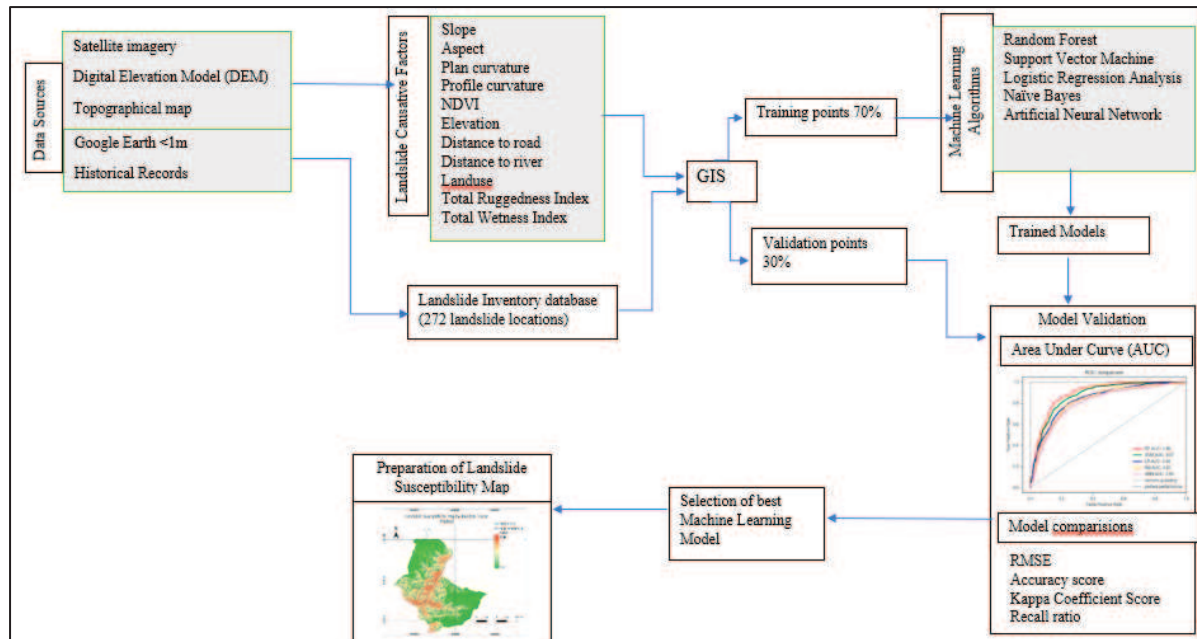 Data Sources
Satellite imagery
Digital Elevation Model (DEM)
Topographical map
Google Earth <1m
Historical Records
Landslide Causative Factors
Slope
Aspect
Plan curvature
Profile curvature
NDVI
Elevation
Distance to road
Distance to river
Landuse
Total Ruggedness Index
Total Wetness Index
Landslide Inventory database
(272 landslide locations)
GIS
Training points 70%
Validation points
30%
Machine Learning
Algorithms
Random Forest
Support Vector Machine
Logistic Regression Analysis
Naïve Bayes
Artificial Neural Network
Trained Models
Model Validation
Area Under Curve (AUC)
Model comparisions
RMSE
Accuracy score
Kappa Coefficient Score
Recall ratio
Selection of best
Machine Learning
Model
Preparation of Landslide
Susceptibility Map